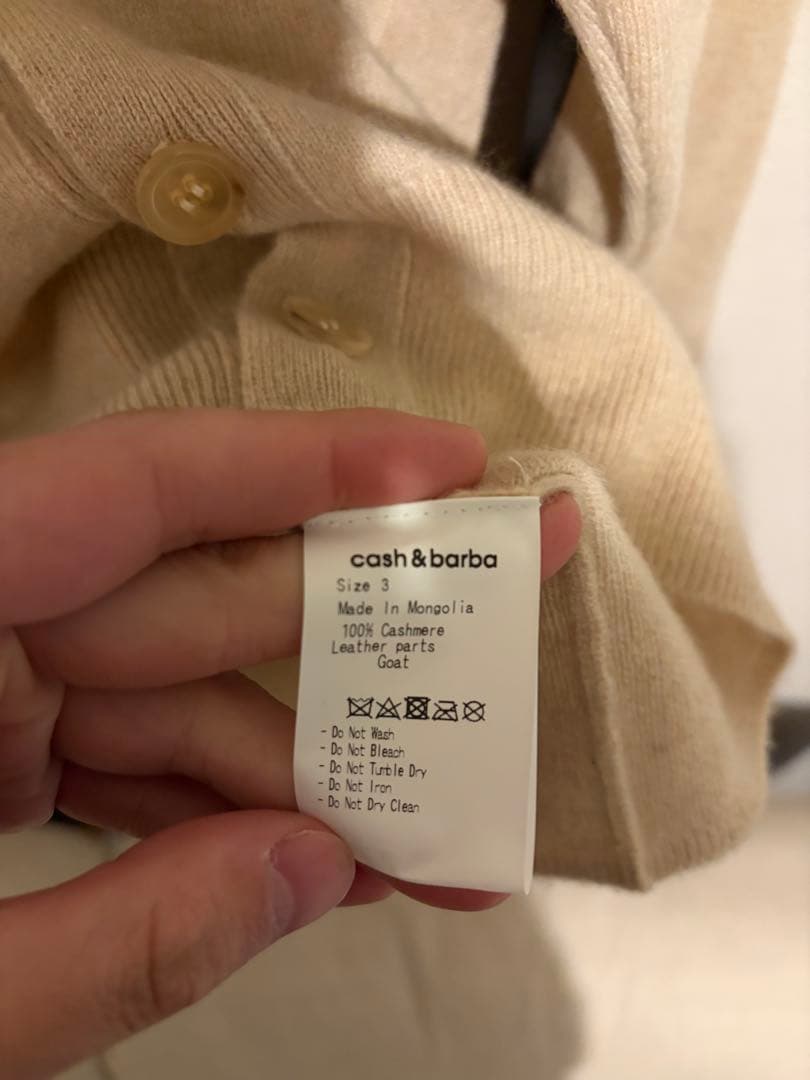 cash&barba
Size 3
Made In Mongolia
100% Cashmere
Leather parts
Goat
- Do Not Wash
- Do Not Bleach
- Do Not Tumble Dry
- Do Not Iron
- Do Not Dry Clean